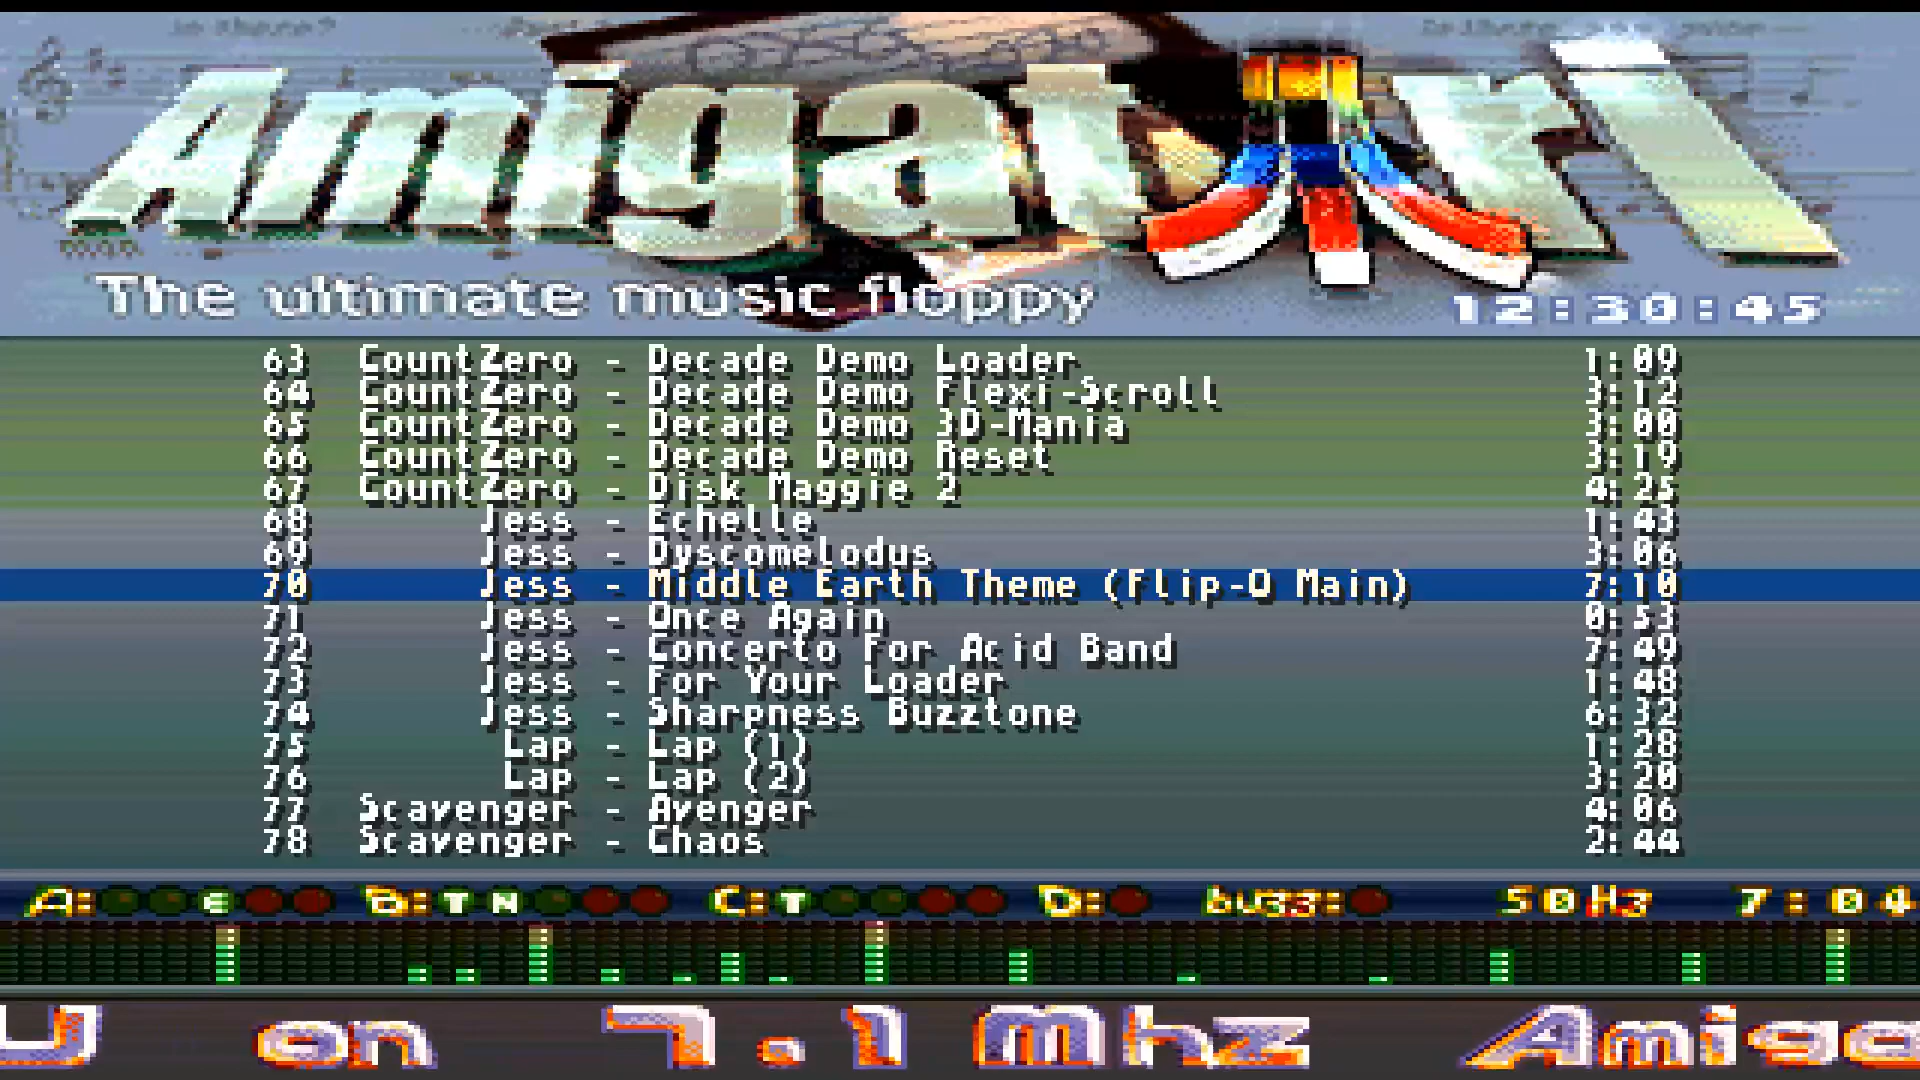 Amigatari
The ultimate music floppy
12:30:45
63 CountZero - Decade Demo Loader 1:09
64 CountZero - Decade Demo Flexi-Scroll 3:12
65 CountZero - Decade Demo 3D-Mania 3:00
66 CountZero - Decade Demo Reset 3:19
67 CountZero - Disk Maggie 2 4:25
68 Jess - Echelle 1:43
69 Jess - Dyscomelodus 3:06
70 Jess - Middle Earth Theme (Flip-O Main) 7:10
71 Jess - Once Again 0:53
72 Jess - Concerto For Acid Band 7:49
73 Jess - For Your Loader 1:48
74 Jess - Sharpness Buzztone 6:32
75 Lap - Lap (1) 1:28
76 Lap - Lap (2) 3:20
77 Scavenger - Avenger 4:06
78 Scavenger - Chaos 2:44
A: E B:TN C:T D: buzz: 50Hz 7:04
U on 7.1 Mhz Amiga